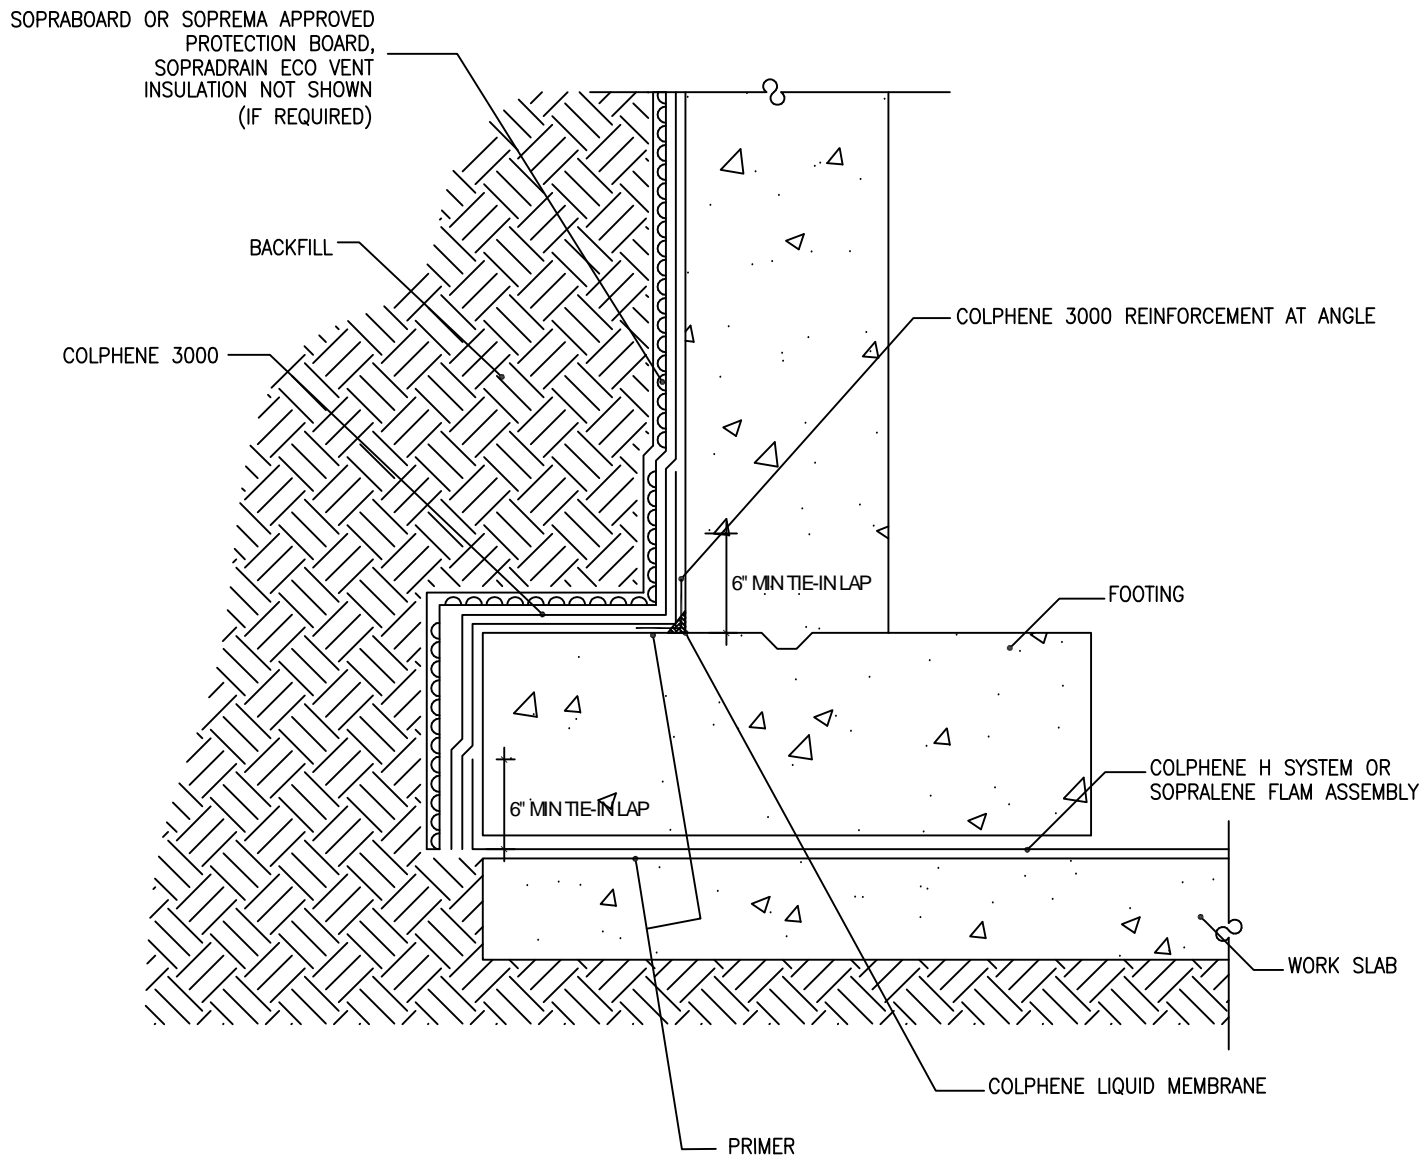 SOPRABOARD OR SOPREMA APPROVED
PROTECTION BOARD,
SOPRADRAIN ECO VENT
INSULATION NOT SHOWN
(IF REQUIRED)
BACKFILL
COLPHENE 3000 REINFORCEMENT AT ANGLE
COLPHENE 3000
6" MIN TIE-IN LAP
FOOTING
COLPHENE H SYSTEM OR
SOPRALENE FLAM ASSEMBLY
6" MIN TIE-IN LAP
WORK SLAB
COLPHENE LIQUID MEMBRANE
PRIMER